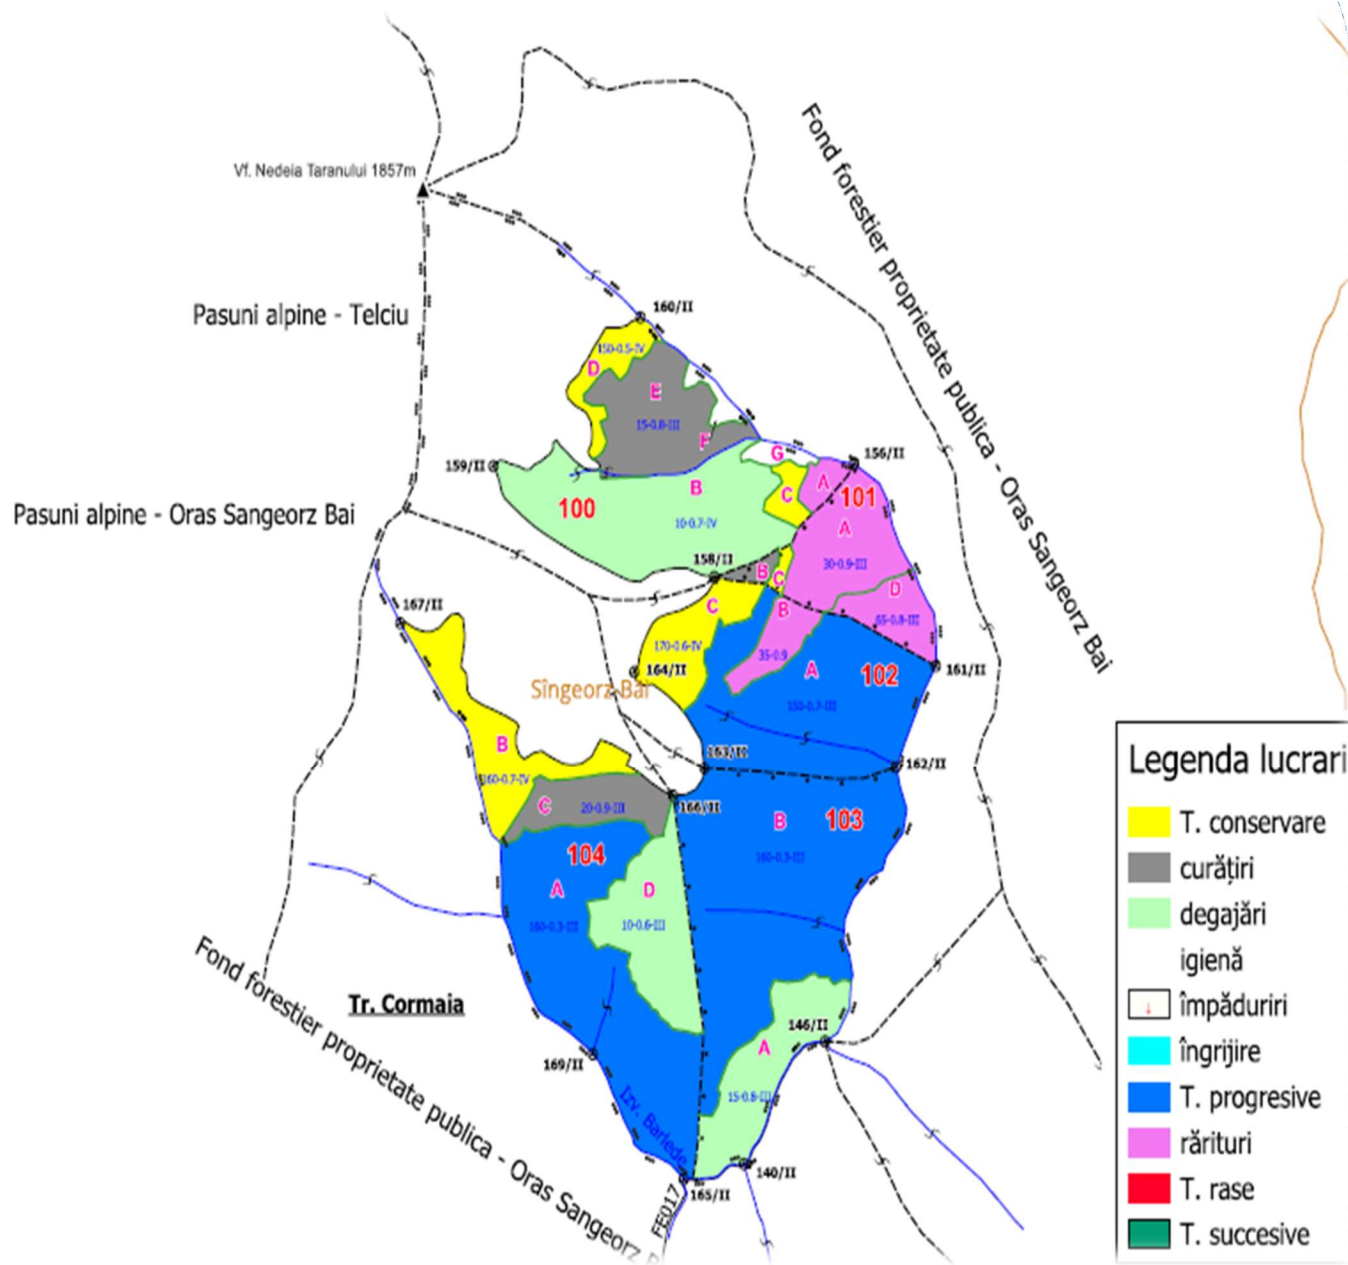 Vf. Nedeia Taranului 1857m
Fond forestier proprietate publica - Oras Sangeorz Bai
160/II
Pasuni alpine - Telciu
150-0.5-IV
D
E
15-0.8-III
F
G
156/II
159/II
B
C
A
101
100
A
10-0.7-IV
Pasuni alpine - Oras Sangeorz Bai
158/II
30-0.9-III
B
C
D
167/II
C
B
65-0.8-III
170-0.6-IV
35-0.9
164/II
A
102
161/II
Sîngeorz-Băi
150-0.7-III
B
163/II
162/II
160-0.7-IV
C
20-0.9-III
166/II
B
103
104
160-0.3-III
A
D
160-0.3-III
10-0.6-III
Fond forestier proprietate publica - Oras Sangeorz
Tr. Cormaia
146/II
A
169/II
15-0.8-III
Izv. Barlede
140/II
165/II
FE017
Legenda lucrari
T. conservare
curățiri
degajări
igienă
împăduriri
îngrijire
T. progresive
rărituri
T. rase
T. succesive